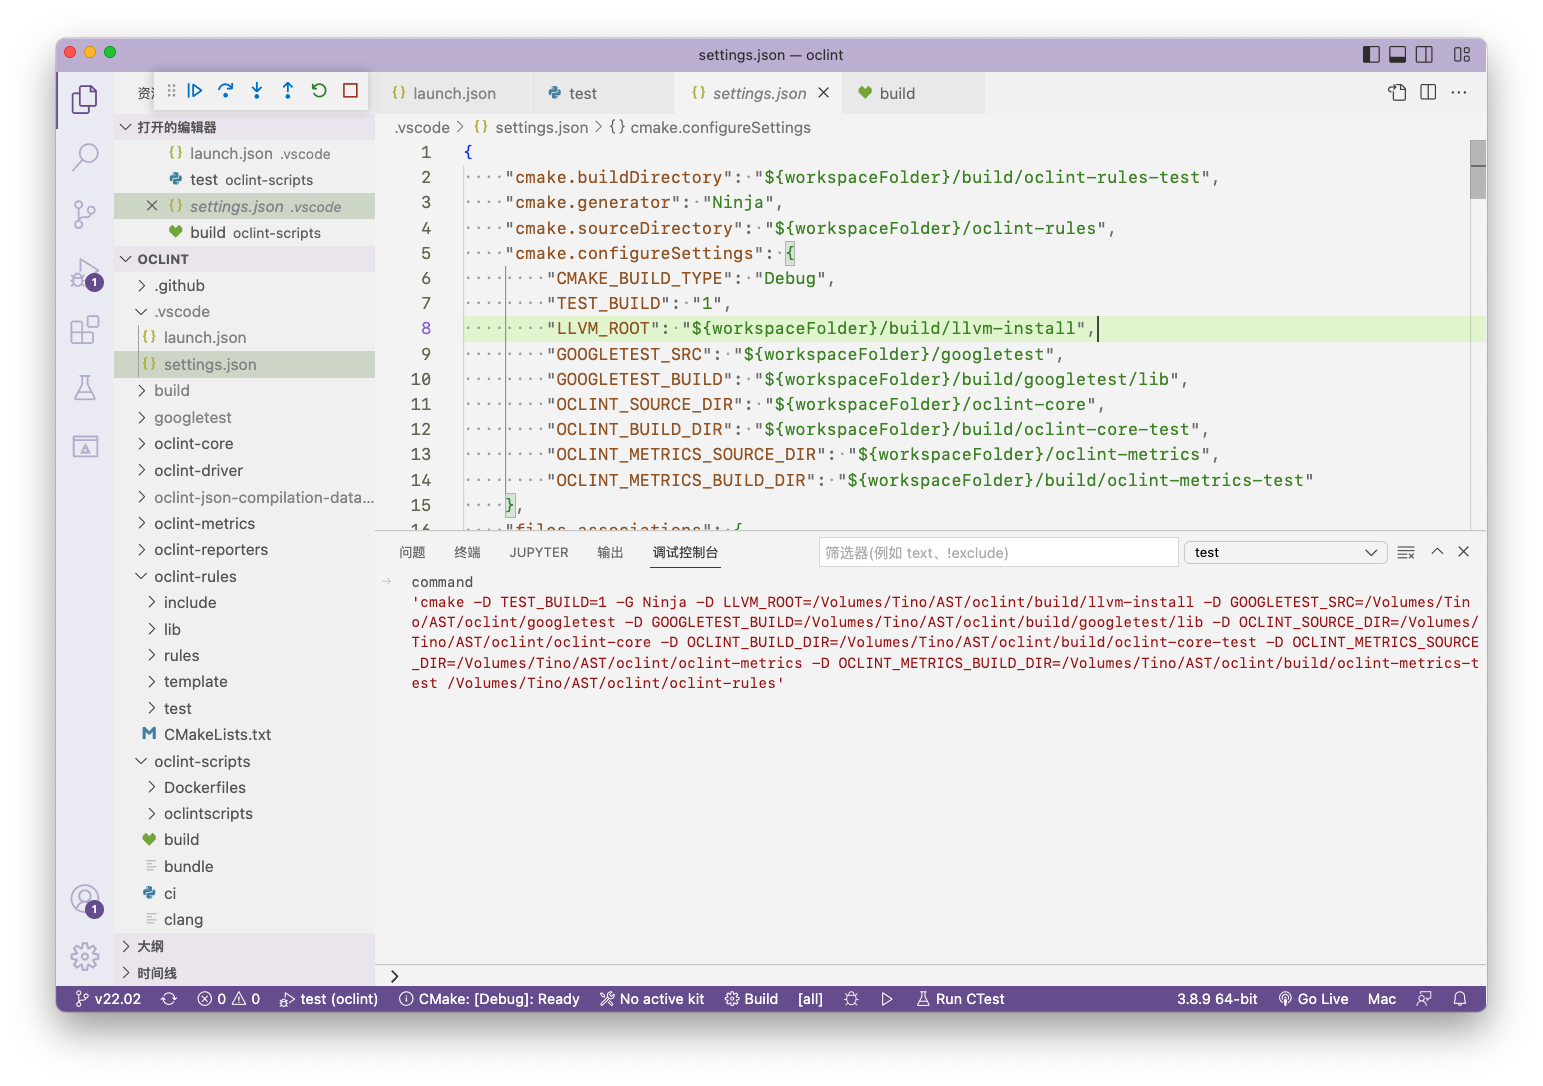 settings.json — oclint
launch.json
test
settings.json
build
.vscode > settings.json > {} cmake.configureSettings
打开的编辑器
launch.json .vscode
test oclint-scripts
settings.json .vscode
build oclint-scripts
OCLINT
.github
.vscode
launch.json
settings.json
build
googletest
oclint-core
oclint-driver
oclint-json-compilation-data...
oclint-metrics
oclint-reporters
oclint-rules
include
lib
rules
template
test
CMakeLists.txt
oclint-scripts
Dockerfiles
oclintscripts
build
bundle
ci
clang
大纲
时间线
1
1
1 {
2 ····"cmake.buildDirectory":·"${workspaceFolder}/build/oclint-rules-test",
3 ····"cmake.generator":·"Ninja",
4 ····"cmake.sourceDirectory":·"${workspaceFolder}/oclint-rules",
5 ····"cmake.configureSettings":·{
6 ········"CMAKE_BUILD_TYPE":·"Debug",
7 ········"TEST_BUILD":·"1",
8 ········"LLVM_ROOT":·"${workspaceFolder}/build/llvm-install",
9 ········"GOOGLETEST_SRC":·"${workspaceFolder}/googletest",
10 ········"GOOGLETEST_BUILD":·"${workspaceFolder}/build/googletest/lib",
11 ········"OCLINT_SOURCE_DIR":·"${workspaceFolder}/oclint-core",
12 ········"OCLINT_BUILD_DIR":·"${workspaceFolder}/build/oclint-core-test",
13 ········"OCLINT_METRICS_SOURCE_DIR":·"${workspaceFolder}/oclint-metrics",
14 ········"OCLINT_METRICS_BUILD_DIR":·"${workspaceFolder}/build/oclint-metrics-test"
15 ····},
16 ····"files.associations":·{
问题 终端 JUPYTER 输出 调试控制台
筛选器(例如 text、!exclude)
test
command
'cmake -D TEST_BUILD=1 -G Ninja -D LLVM_ROOT=/Volumes/Tino/AST/oclint/build/llvm-install -D GOOGLETEST_SRC=/Volumes/Tin
o/AST/oclint/googletest -D GOOGLETEST_BUILD=/Volumes/Tino/AST/oclint/build/googletest/lib -D OCLINT_SOURCE_DIR=/Volumes/
Tino/AST/oclint/oclint-core -D OCLINT_BUILD_DIR=/Volumes/Tino/AST/oclint/build/oclint-core-test -D OCLINT_METRICS_SOURCE
_DIR=/Volumes/Tino/AST/oclint/oclint-metrics -D OCLINT_METRICS_BUILD_DIR=/Volumes/Tino/AST/oclint/build/oclint-metrics-t
est /Volumes/Tino/AST/oclint/oclint-rules'
v22.02 0 0 test (oclint) CMake: [Debug]: Ready No active kit Build [all] Run CTest 3.8.9 64-bit Go Live Mac